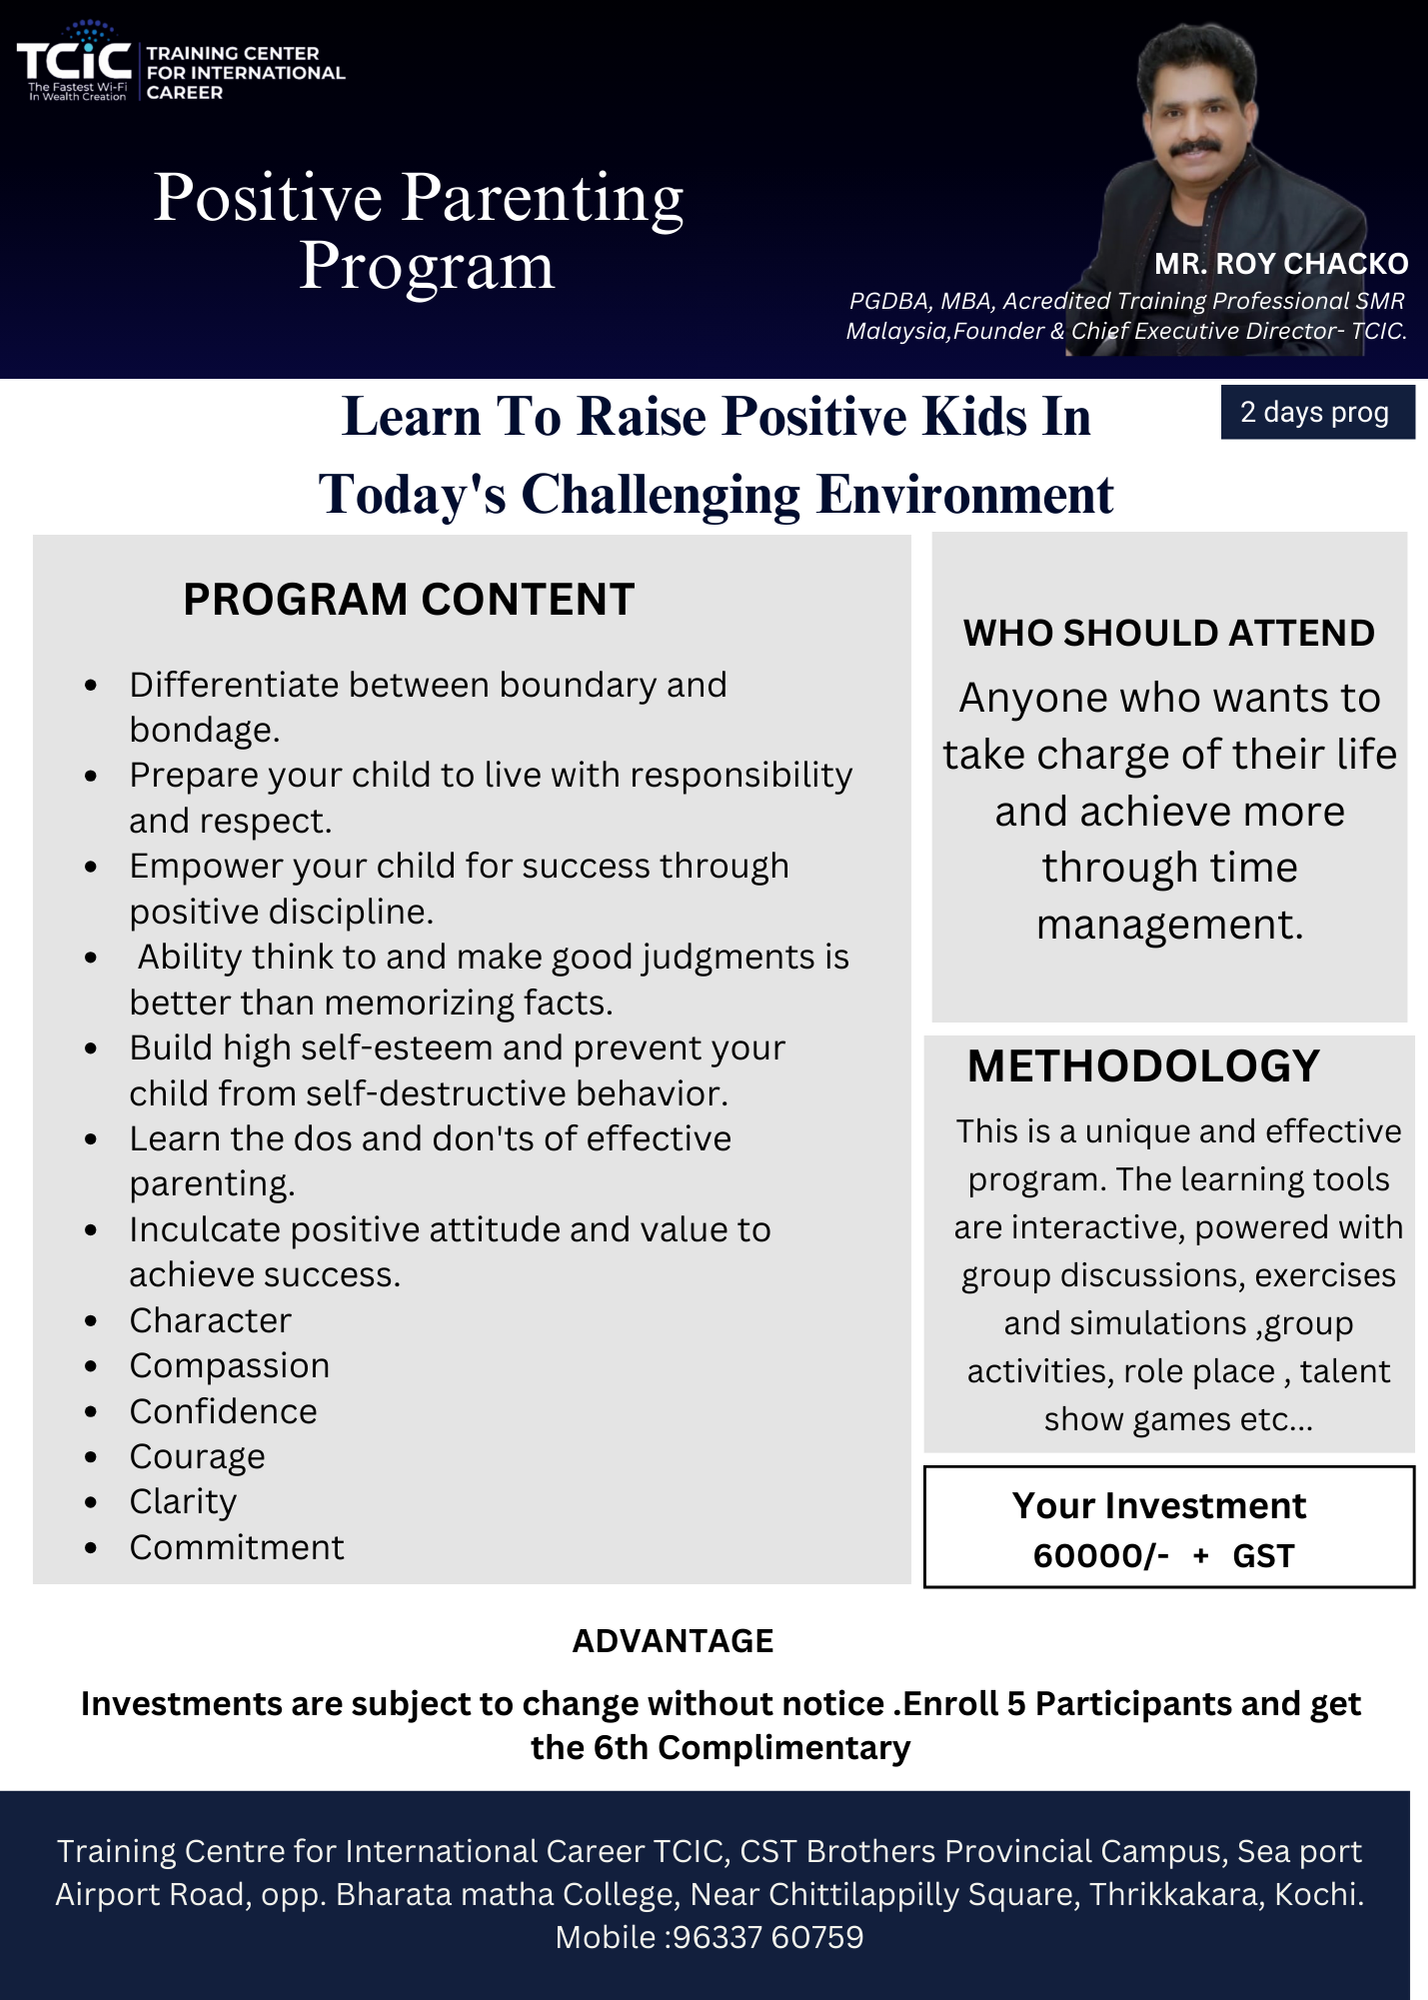 TCiC
The Fastest Wi-Fi
In Wealth Creation
TRAINING CENTER
FOR INTERNATIONAL
CAREER
Positive Parenting
Program
MR. ROY CHACKO
PGDBA, MBA, Acredited Training Professional SMR
Malaysia,Founder & Chief Executive Director- TCIC.
Learn To Raise Positive Kids In
Today's Challenging Environment
2 days prog
PROGRAM CONTENT
• Differentiate between boundary and
bondage.
• Prepare your child to live with responsibility
and respect.
• Empower your child for success through
positive discipline.
• Ability think to and make good judgments is
better than memorizing facts.
• Build high self-esteem and prevent your
child from self-destructive behavior.
• Learn the dos and don'ts of effective
parenting.
• Inculcate positive attitude and value to
achieve success.
• Character
• Compassion
• Confidence
• Courage
• Clarity
• Commitment
WHO SHOULD ATTEND
Anyone who wants to
take charge of their life
and achieve more
through time
management.
METHODOLOGY
This is a unique and effective
program. The learning tools
are interactive, powered with
group discussions, exercises
and simulations ,group
activities, role place , talent
show games etc...
Your Investment
60000/- + GST
ADVANTAGE
Investments are subject to change without notice .Enroll 5 Participants and get
the 6th Complimentary
Training Centre for International Career TCIC, CST Brothers Provincial Campus, Sea port
Airport Road, opp. Bharata matha College, Near Chittilappilly Square, Thrikkakara, Kochi.
Mobile :96337 60759